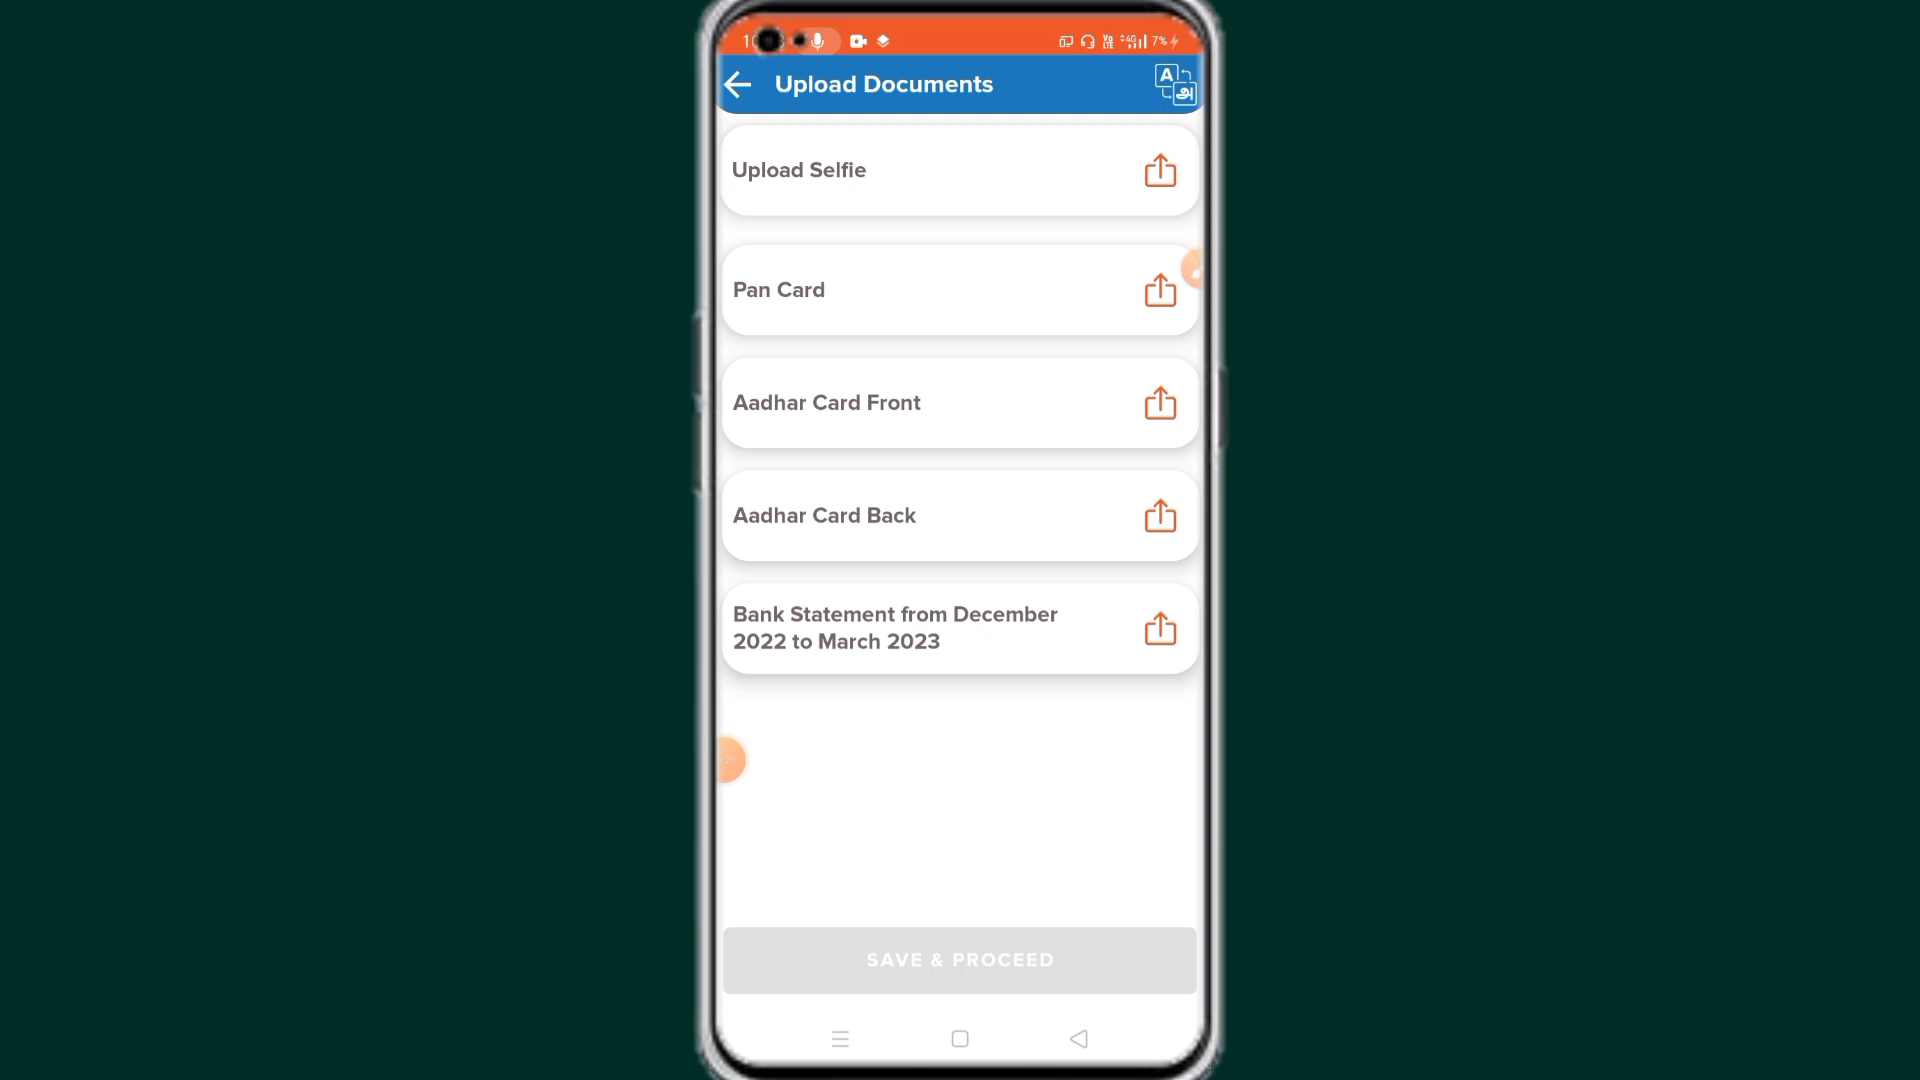 7%
Upload Documents
A
அ
Upload Selfie
Pan Card
Aadhar Card Front
Aadhar Card Back
Bank Statement from December
2022 to March 2023
SAVE & PROCEED